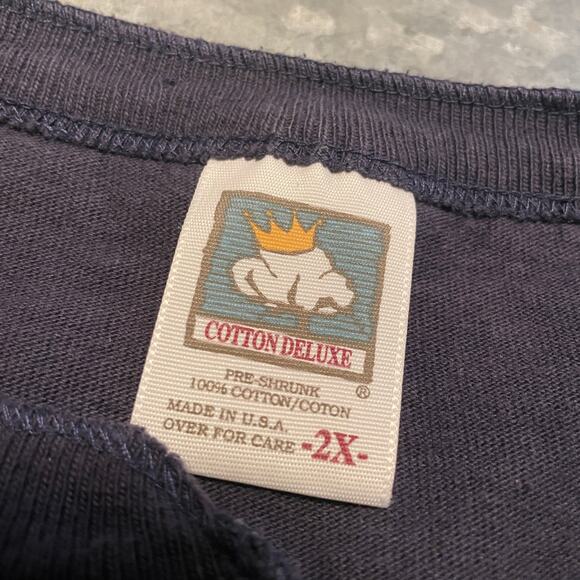 COTTON DELUXE
®
PRE-SHRUNK
100% COTTON/COTON
MADE IN U.S.A.
OVER FOR CARE -2X-